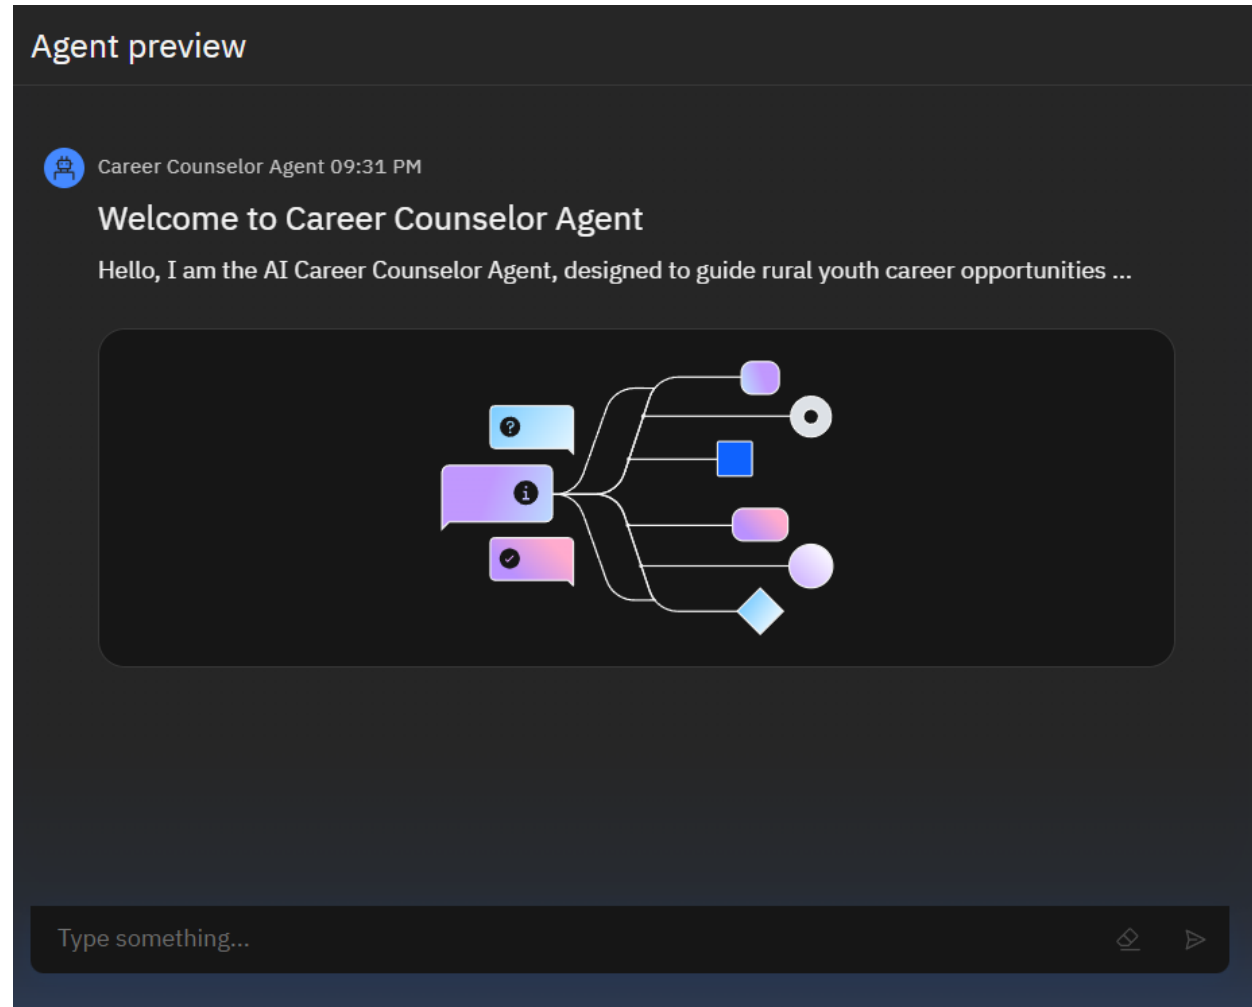 Agent preview
Career Counselor Agent 09:31 PM
Welcome to Career Counselor Agent
Hello, I am the AI Career Counselor Agent, designed to guide rural youth career opportunities ...
?
i
Type something...